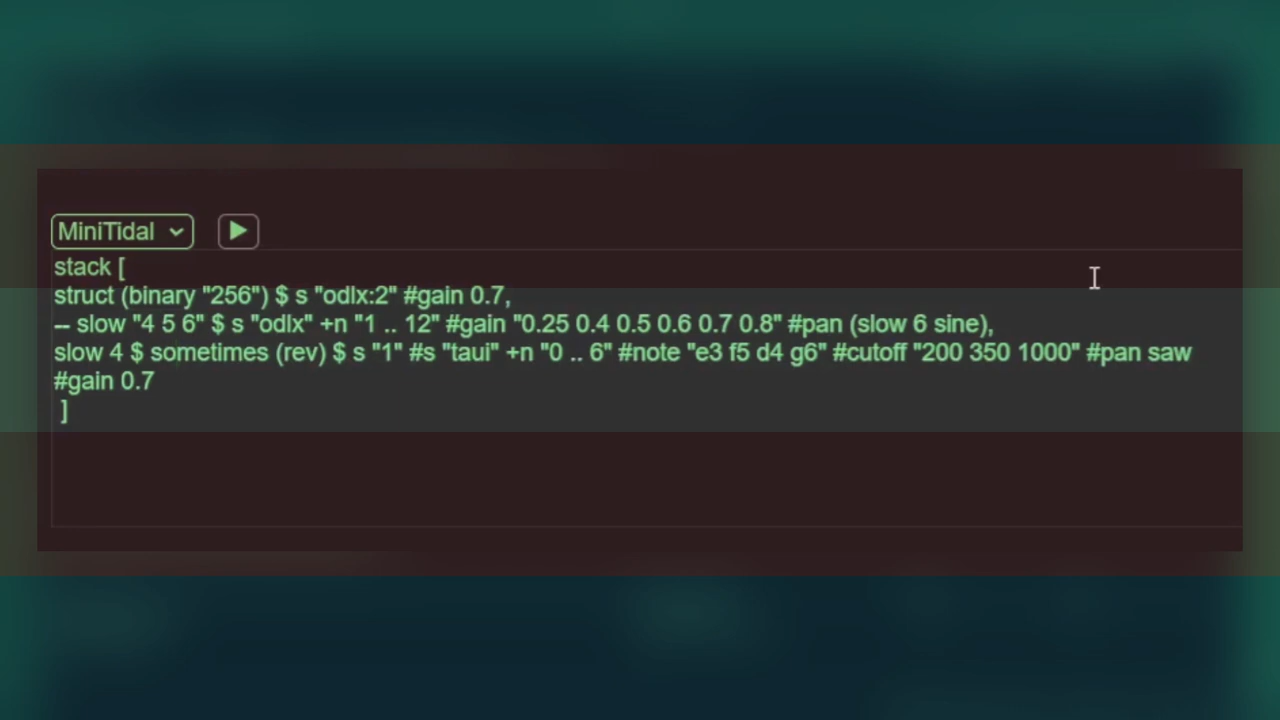 MiniTidal
stack [
struct (binary "256") $ s "odlx:2" #gain 0.7,
-- slow "4 5 6" $ s "odlx" +n "1 .. 12" #gain "0.25 0.4 0.5 0.6 0.7 0.8" #pan (slow 6 sine),
slow 4 $ sometimes (rev) $ s "1" #s "taui" +n "0 .. 6" #note "e3 f5 d4 g6" #cutoff "200 350 1000" #pan saw
#gain 0.7
]